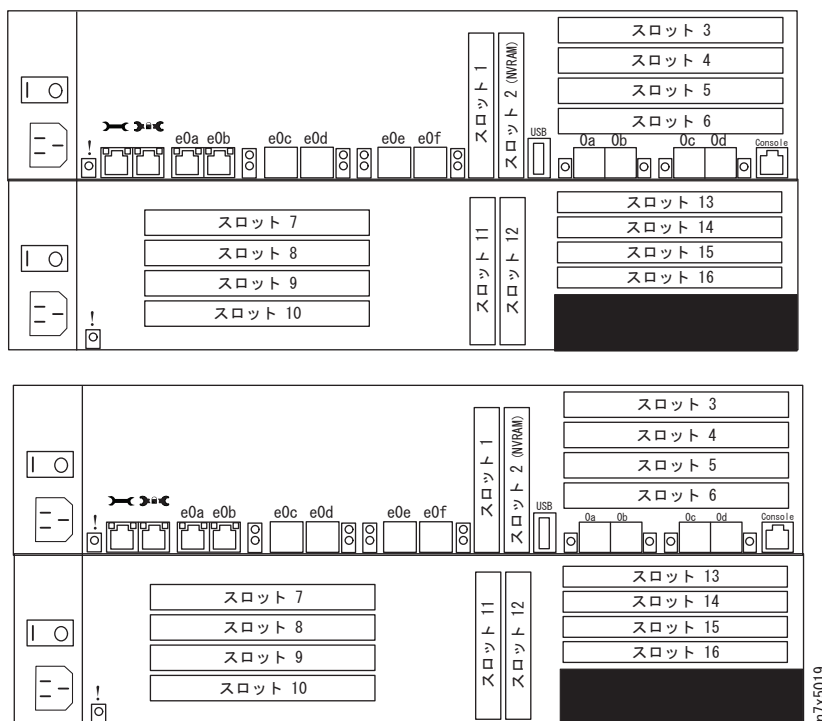 スロット 3
スロット 4
スロット 5
スロット 6
スロット 1
スロット 2 (NVRAM)
USB
! e0a e0b e0c e0d e0e e0f
0a 0b 0c 0d Console
スロット 7
スロット 8
スロット 9
スロット 10
!
スロット 11
スロット 12
スロット 13
スロット 14
スロット 15
スロット 16
スロット 3
スロット 4
スロット 5
スロット 6
スロット 1
スロット 2 (NVRAM)
USB
! e0a e0b e0c e0d e0e e0f
0a 0b 0c 0d Console
スロット 7
スロット 8
スロット 9
スロット 10
!
スロット 11
スロット 12
スロット 13
スロット 14
スロット 15
スロット 16